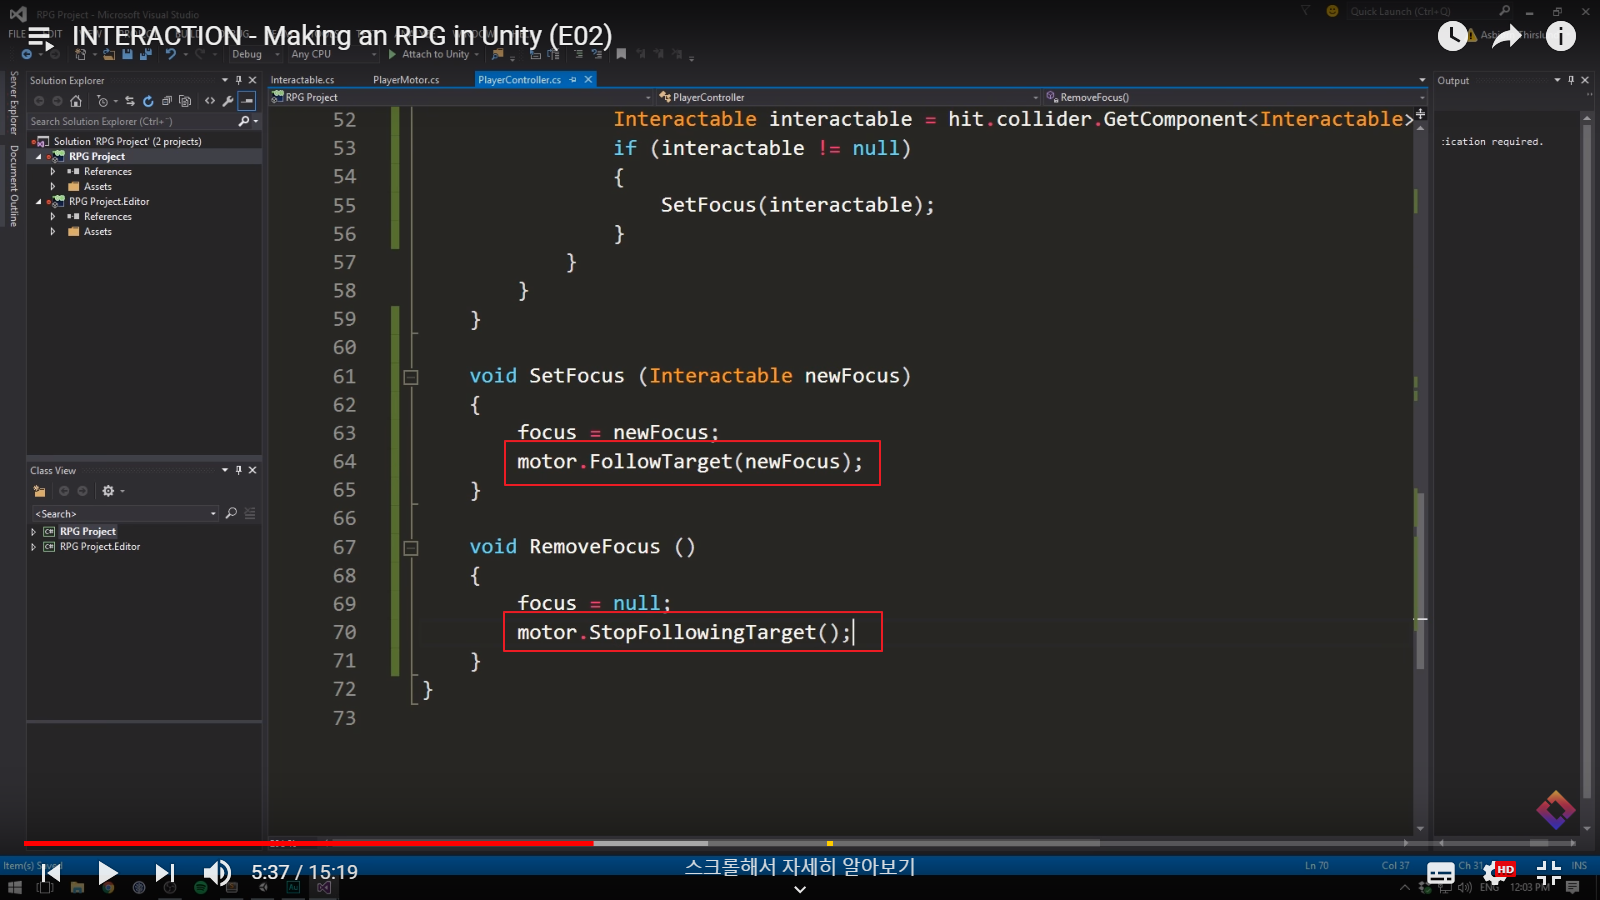 RPG Project - Microsoft Visual Studio
Quick Launch (Ctrl+Q)
INTERACTION - Making an RPG in Unity (E02)
FILE
Debug
Any CPU
Attach to Unity
Server Explorer
Document Outline
Solution Explorer
Search Solution Explorer (Ctrl+¨)
Solution 'RPG Project' (2 projects)
RPG Project
References
Assets
RPG Project.Editor
References
Assets
Class View
<Search>
RPG Project
RPG Project.Editor
Interactable.cs
PlayerMotor.cs
PlayerController.cs
RPG Project
PlayerController
RemoveFocus()
52 Interactable interactable = hit.collider.GetComponent<Interactable>
53 if (interactable != null)
54 {
55 SetFocus(interactable);
56 }
57 }
58 }
59 }
60
61 void SetFocus (Interactable newFocus)
62 {
63 focus = newFocus;
64 motor.FollowTarget(newFocus);
65 }
66
67 void RemoveFocus ()
68 {
69 focus = null;
70 motor.StopFollowingTarget();
71 }
72 }
73
Output
ication required.
Item(s)
5:37 / 15:19
스크롤해서 자세히 알아보기
Ln 70
Col 37
Ch 31
INS
HD
ENG
12:03 PM